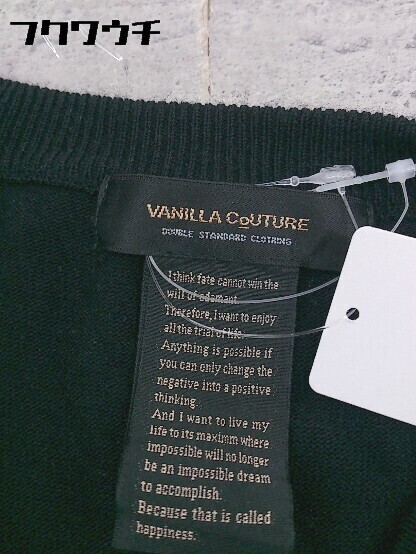 フクワウチ
VANILLA CoUTURE
DOUBLE STANDARD CLOTHING
I think fate cannot win the
will of adamant.
Therefore, I want to enjoy
all the trial of life.
Anything is possible if
you can only change the
negative into a positive
thinking.
And I want to live my
life to its maximm where
impossible will no longer
be an impossible dream
to accomplish.
Because that is called
happiness.